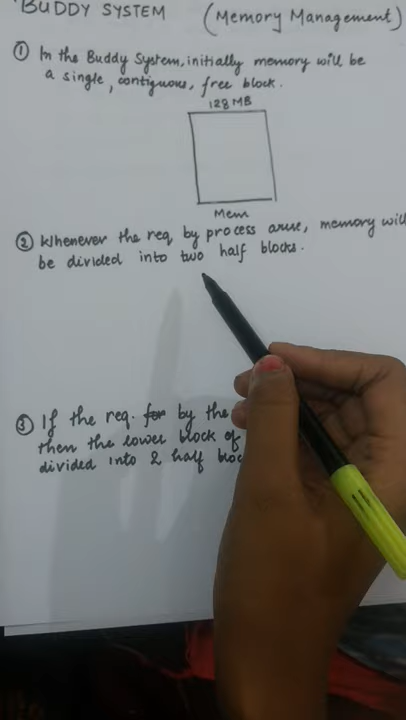 BUDDY SYSTEM (Memory Management)
① In the Buddy System, initially memory will be
a single, contiguous, free block.
128 MB
Mem
② Whenever the req by process arise, memory will
be divided into two half blocks.
③ If the req. for by the
then the lower block of
divided into 2 half bloc